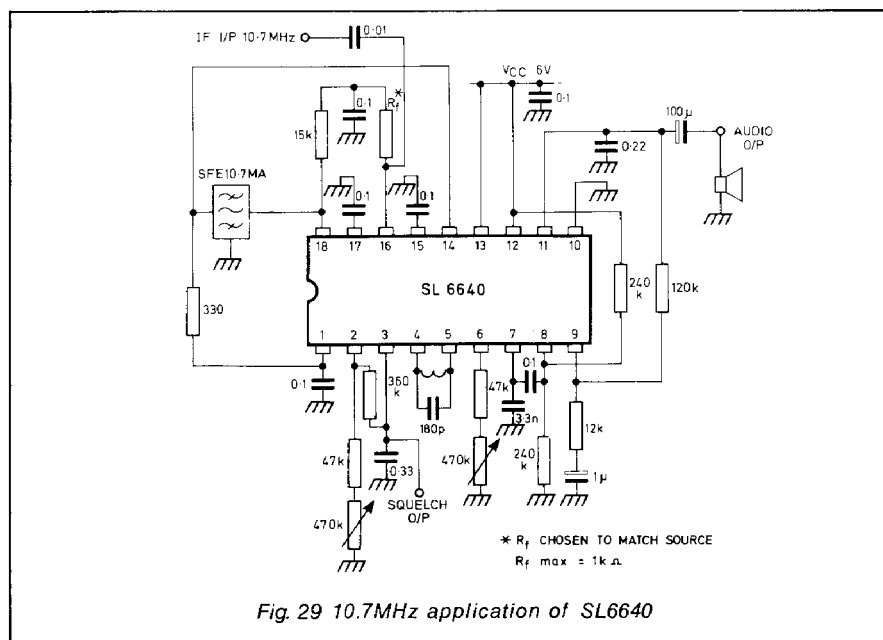 IF I/P 10·7MHz
0·01
VCC 6V
0·1
Rf*
0·1
15k
100μ
AUDIO
O/P
0·22
SFE10·7MA
0·1
0·1
18 17 16 15 14 13 12 11 10
SL 6640
240
k
120k
330
1 2 3 4 5 6 7 8 9
0·1
360
k
180p
47k
0·1
3·3n
12k
47k
0·33
470k
240
k
1μ
470k
SQUELCH
O/P
* Rf CHOSEN TO MATCH SOURCE
Rf max = 1kΩ
Fig. 29 10.7MHz application of SL6640